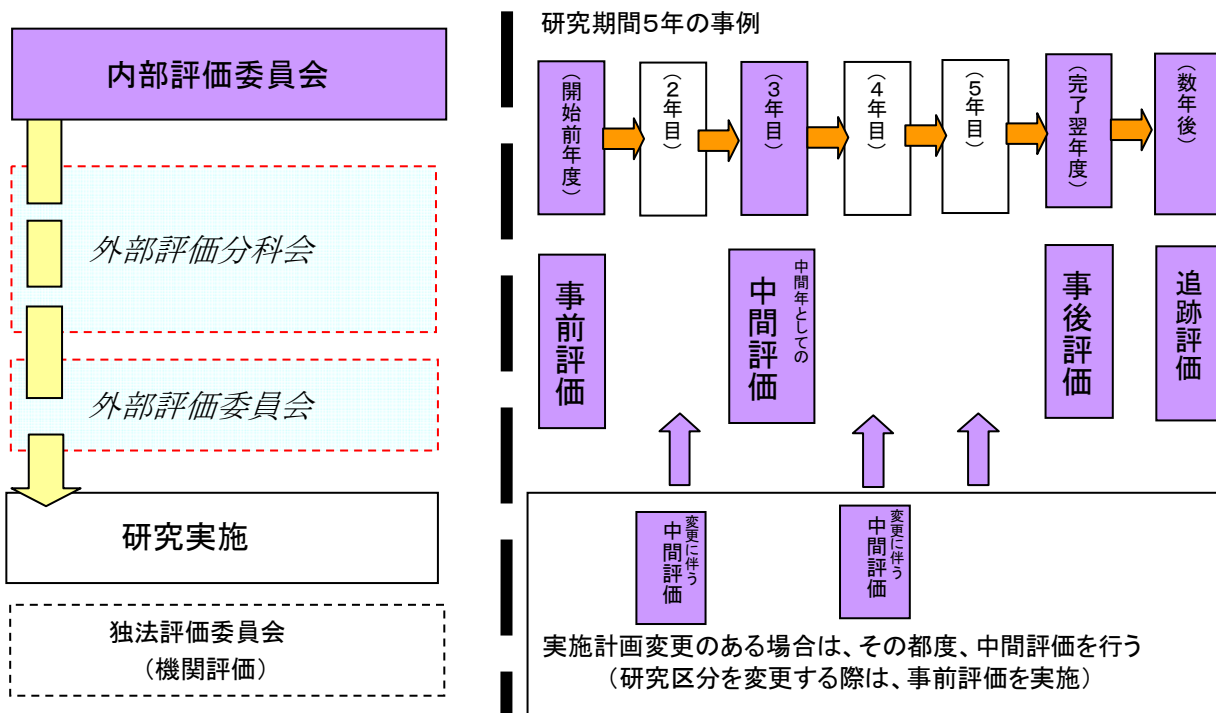 内部評価委員会
外部評価分科会
外部評価委員会
研究実施
独法評価委員会
（機関評価）
研究期間5年の事例
（開始前年度）
（２年目）
（３年目）
（４年目）
（５年目）
（完了翌年度）
（数年後）
事前評価
中間年としての
中間評価
事後評価
追跡評価
変更に伴う
中間評価
変更に伴う
中間評価
実施計画変更のある場合は、その都度、中間評価を行う
（研究区分を変更する際は、事前評価を実施）